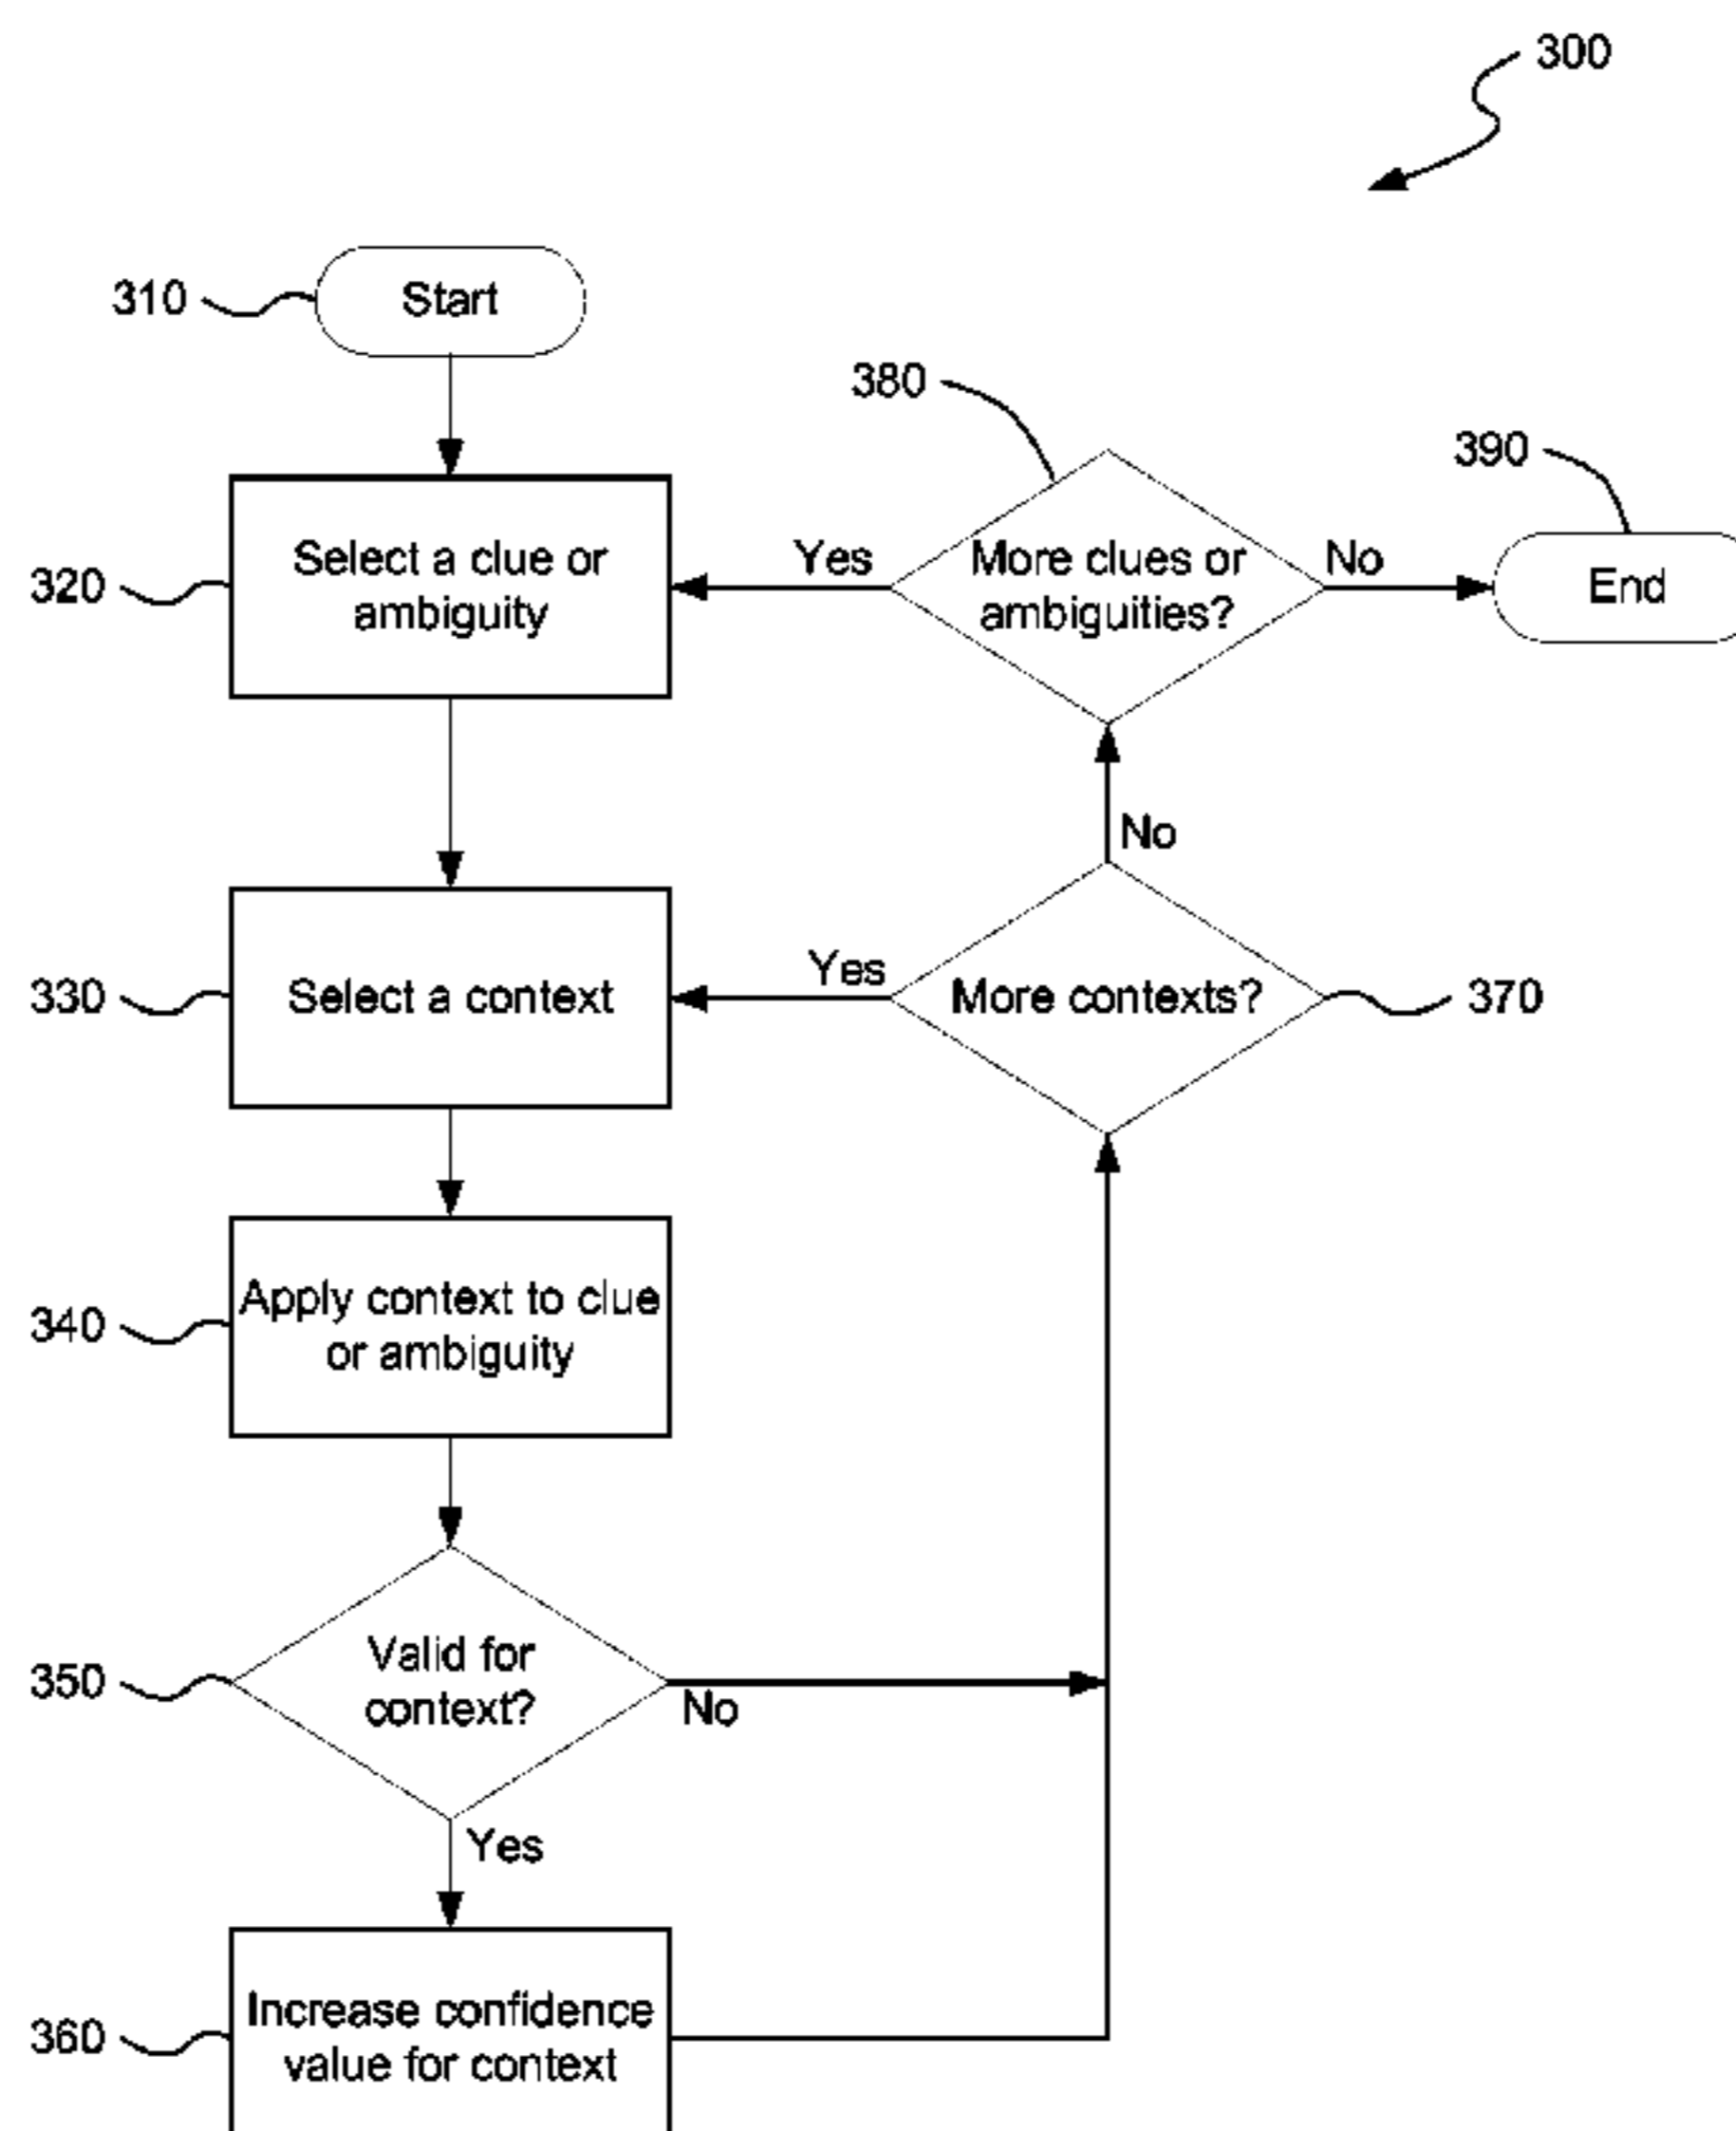 300
310
Start
380
390
320
Select a clue or
ambiguity
Yes
More clues or
ambiguities?
No
End
No
330
Select a context
Yes
More contexts?
370
340
Apply context to clue
or ambiguity
350
Valid for
context?
No
Yes
360
Increase confidence
value for context